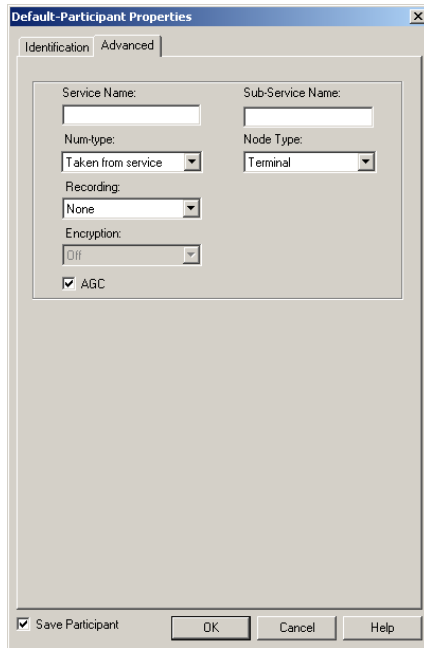 Default-Participant Properties
Identification Advanced
Service Name: Sub-Service Name:
Num-type: Node Type:
Taken from service Terminal
Recording:
None
Encryption:
Off
AGC
Save Participant OK Cancel Help